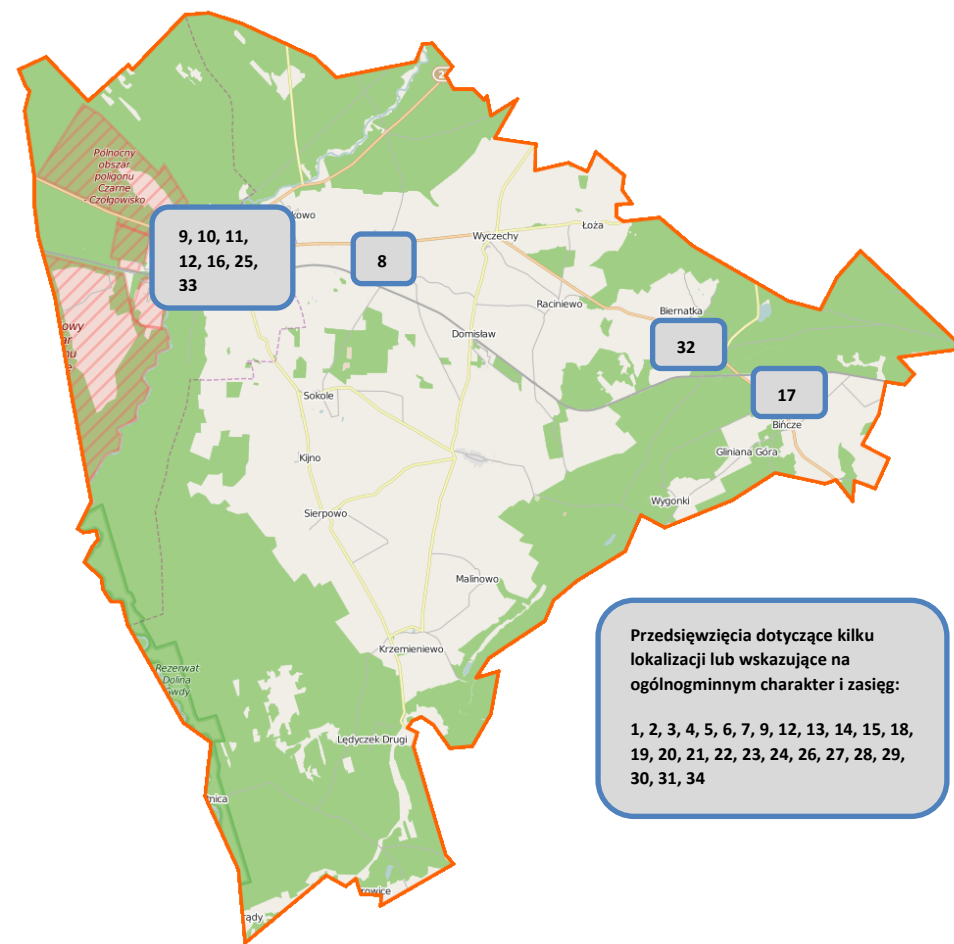 2
Północny
obszar
poligonu
Czarne
- Czołgowisko
9, 10, 11,
12, 16, 25,
33
8
Wyczechy
Łoża
Raciniewo
Biernatka
Domisław
32
17
Sokole
Bińcze
Gliniana Góra
Kijno
Wygonki
Sierpowo
Malinowo
Krzemieniewo
Rezerwat
Dolina
Lędyczek Drugi
Przedsięwzięcia dotyczące kilku
lokalizacji lub wskazujące na
ogólnogminnym charakter i zasięg:
1, 2, 3, 4, 5, 6, 7, 9, 12, 13, 14, 15, 18,
19, 20, 21, 22, 23, 24, 26, 27, 28, 29,
30, 31, 34